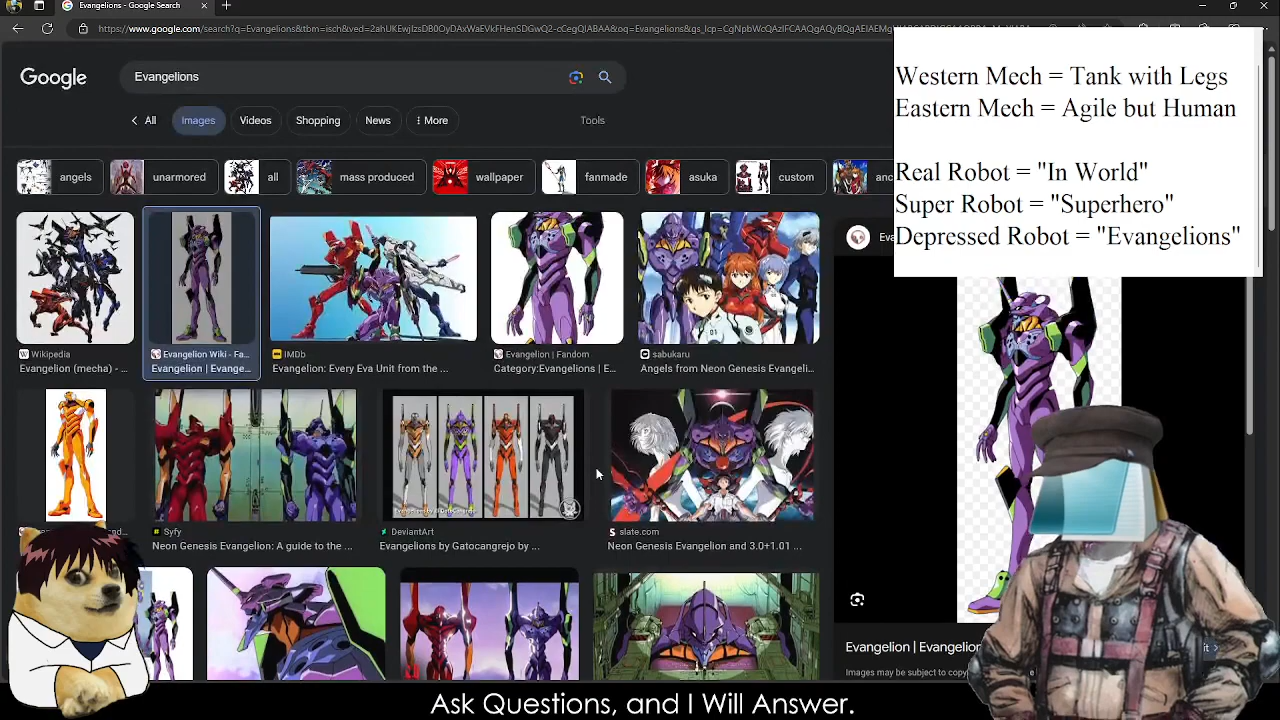 Evangelions - Google Search
Google
Evangelions
All
Images
Videos
Shopping
News
More
Tools
angels
unarmored
all
mass produced
wallpaper
fanmade
asuka
custom
Western Mech = Tank with Legs
Eastern Mech = Agile but Human
Real Robot = "In World"
Super Robot = "Superhero"
Depressed Robot = "Evangelions"
Wikipedia
Evangelion (mecha) - ...
Evangelion Wiki - Fa...
Evangelion | Evange...
IMDb
Evangelion: Every Eva Unit from the ...
Evangelion | Fandom
Category:Evangelions | E...
sabukaru
Angels from Neon Genesis Evangeli...
Syfy
Neon Genesis Evangelion: A guide to the ...
DeviantArt
Evangelions by Gatocangrejo by ...
slate.com
Neon Genesis Evangelion and 3.0+1.01 ...
Evangelion | Evangelion
Images may be subject to
Ask Questions, and I Will Answer.